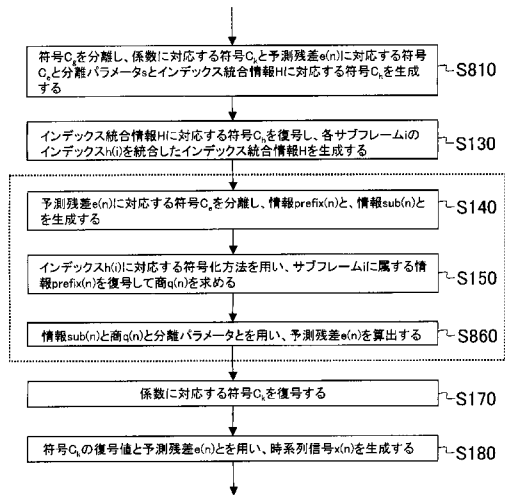 符号C_gを分離し、係数に対応する符号C_kと予測残差e(n)に対応する符号
C_eと分離パラメータsとインデックス統合情報Hに対応する符号C_hを生成
する
S810
インデックス統合情報Hに対応する符号C_hを復号し、各サブフレームiの
インデックスh(i)を統合したインデックス統合情報Hを生成する
S130
予測残差e(n)に対応する符号C_eを分離し、情報prefix(n)と、情報sub(n)と
を生成する
S140
インデックスh(i)に対応する符号化方法を用い、サブフレームiに属する情
報prefix(n)を復号して商q(n)を求める
S150
情報sub(n)と商q(n)と分離パラメータとを用い、予測残差e(n)を算出する
S860
係数に対応する符号C_kを復号する
S170
符号C_kの復号値と予測残差e(n)とを用い、時系列信号x(n)を生成する
S180